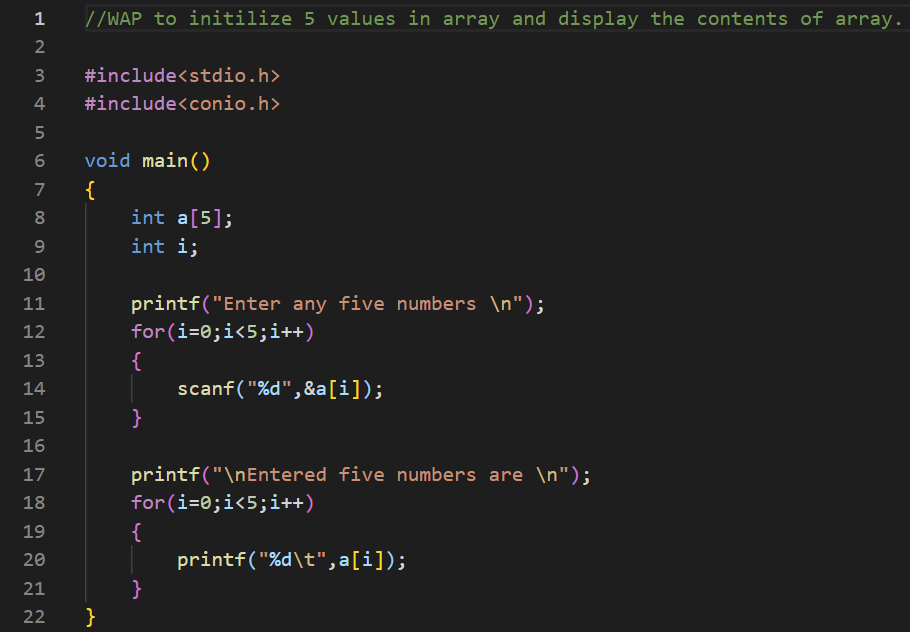 1 //WAP to initilize 5 values in array and display the contents of array.
2
3 #include<stdio.h>
4 #include<conio.h>
5
6 void main()
7 {
8     int a[5];
9     int i;
10
11     printf("Enter any five numbers \n");
12     for(i=0;i<5;i++)
13     {
14         scanf("%d",&a[i]);
15     }
16
17     printf("\nEntered five numbers are \n");
18     for(i=0;i<5;i++)
19     {
20         printf("%d\t",a[i]);
21     }
22 }